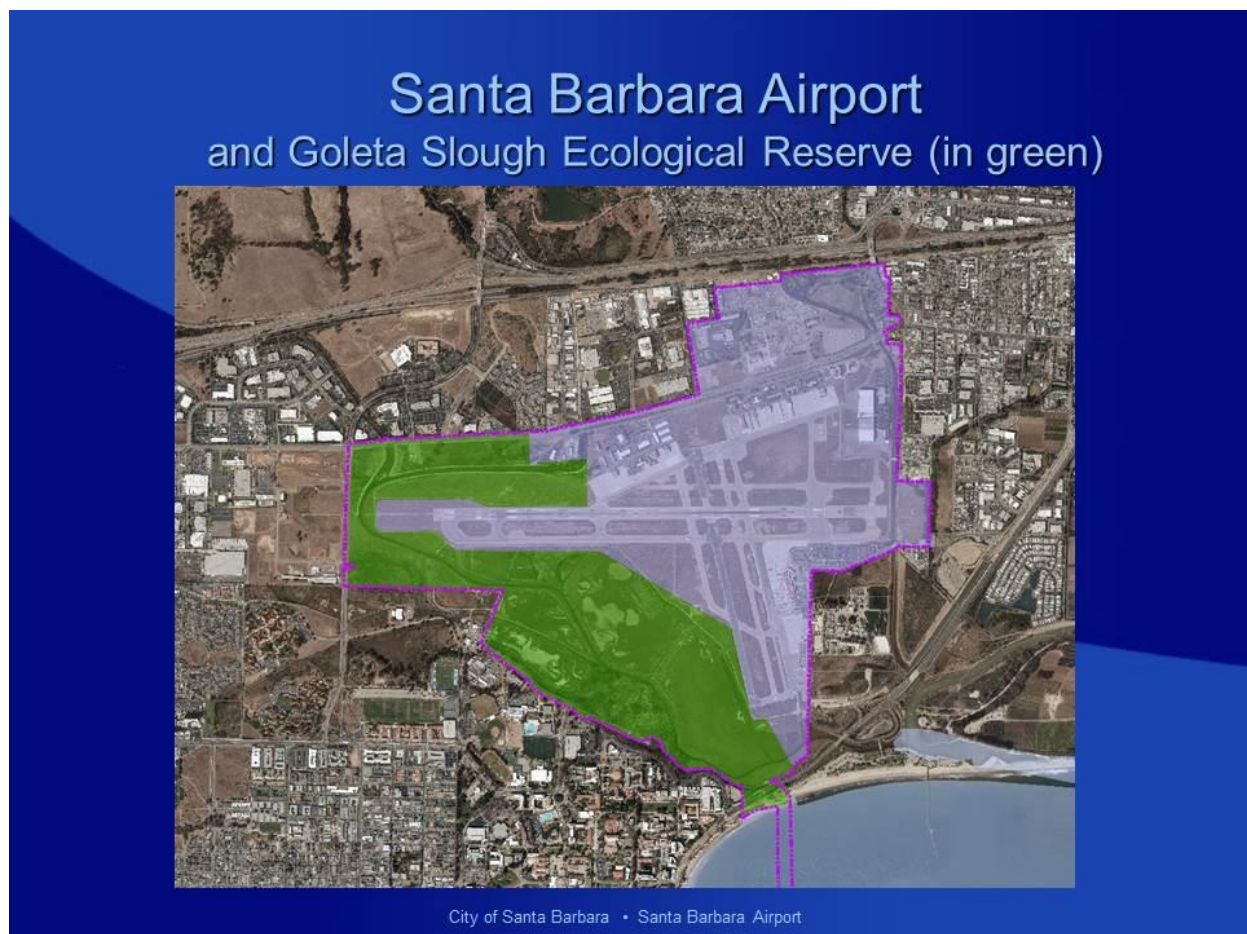 Santa Barbara Airport
and Goleta Slough Ecological Reserve (in green)
City of Santa Barbara • Santa Barbara Airport